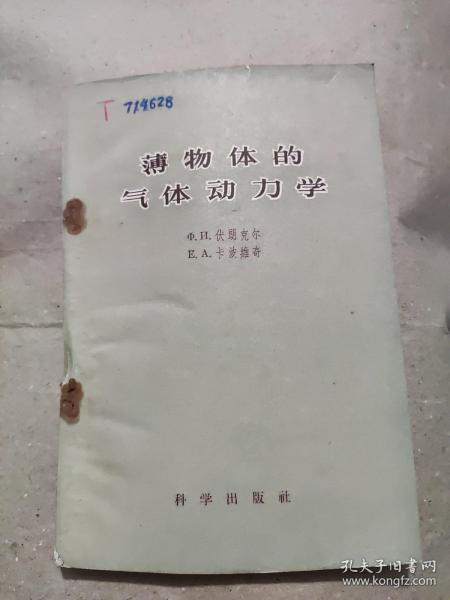 T 714628
薄物体的
气体动力学
Ф.И.伏朗克尔
Е.А.卡波维奇
科学出版社
孔夫子旧书网
www.kongfz.com